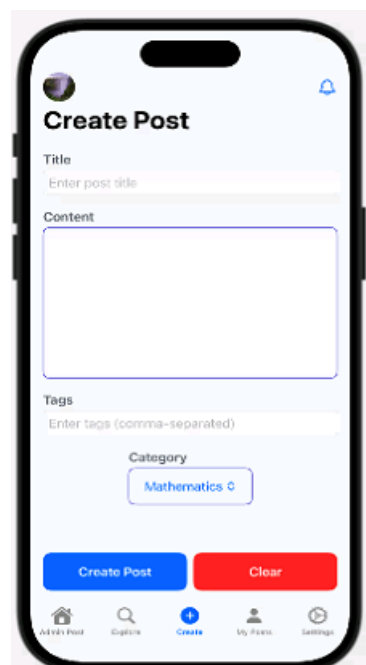 Create Post
Title
Enter post title
Content
Tags
Enter tags (comma-separated)
Category
Mathematics
Create Post Clear
Admin Post Explore Create My Posts Settings